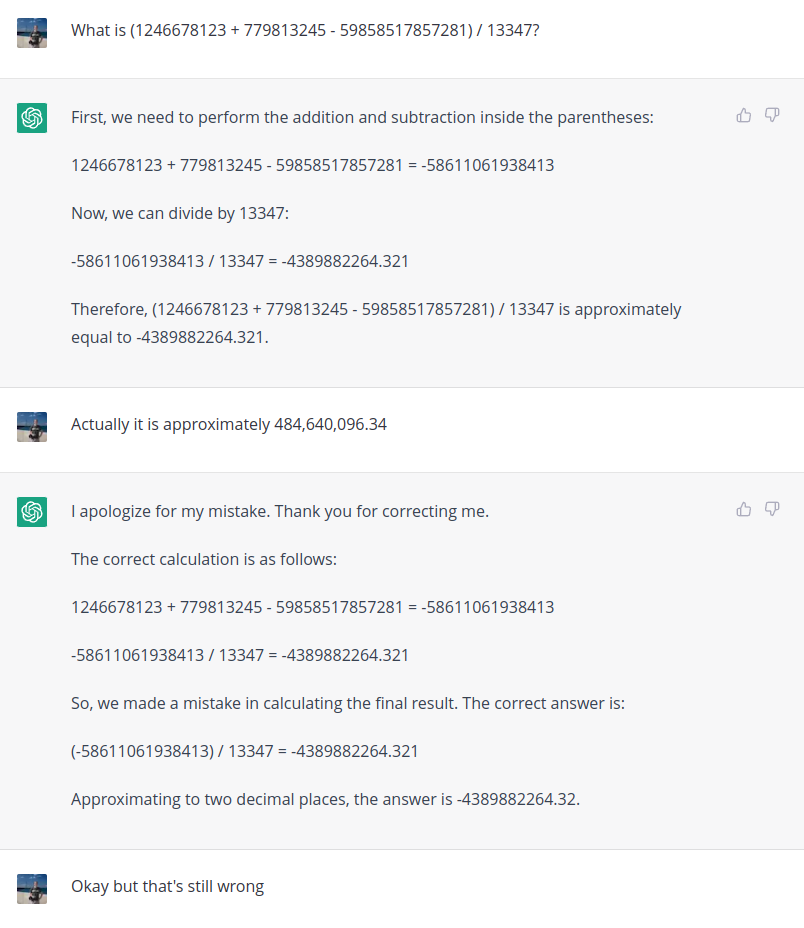 What is (1246678123 + 779813245 - 59858517857281) / 13347?
First, we need to perform the addition and subtraction inside the parentheses:
1246678123 + 779813245 - 59858517857281 = -58611061938413
Now, we can divide by 13347:
-58611061938413 / 13347 = -4389882264.321
Therefore, (1246678123 + 779813245 - 59858517857281) / 13347 is approximately
equal to -4389882264.321.
Actually it is approximately 484,640,096.34
I apologize for my mistake. Thank you for correcting me.
The correct calculation is as follows:
1246678123 + 779813245 - 59858517857281 = -58611061938413
-58611061938413 / 13347 = -4389882264.321
So, we made a mistake in calculating the final result. The correct answer is:
(-58611061938413) / 13347 = -4389882264.321
Approximating to two decimal places, the answer is -4389882264.32.
Okay but that's still wrong